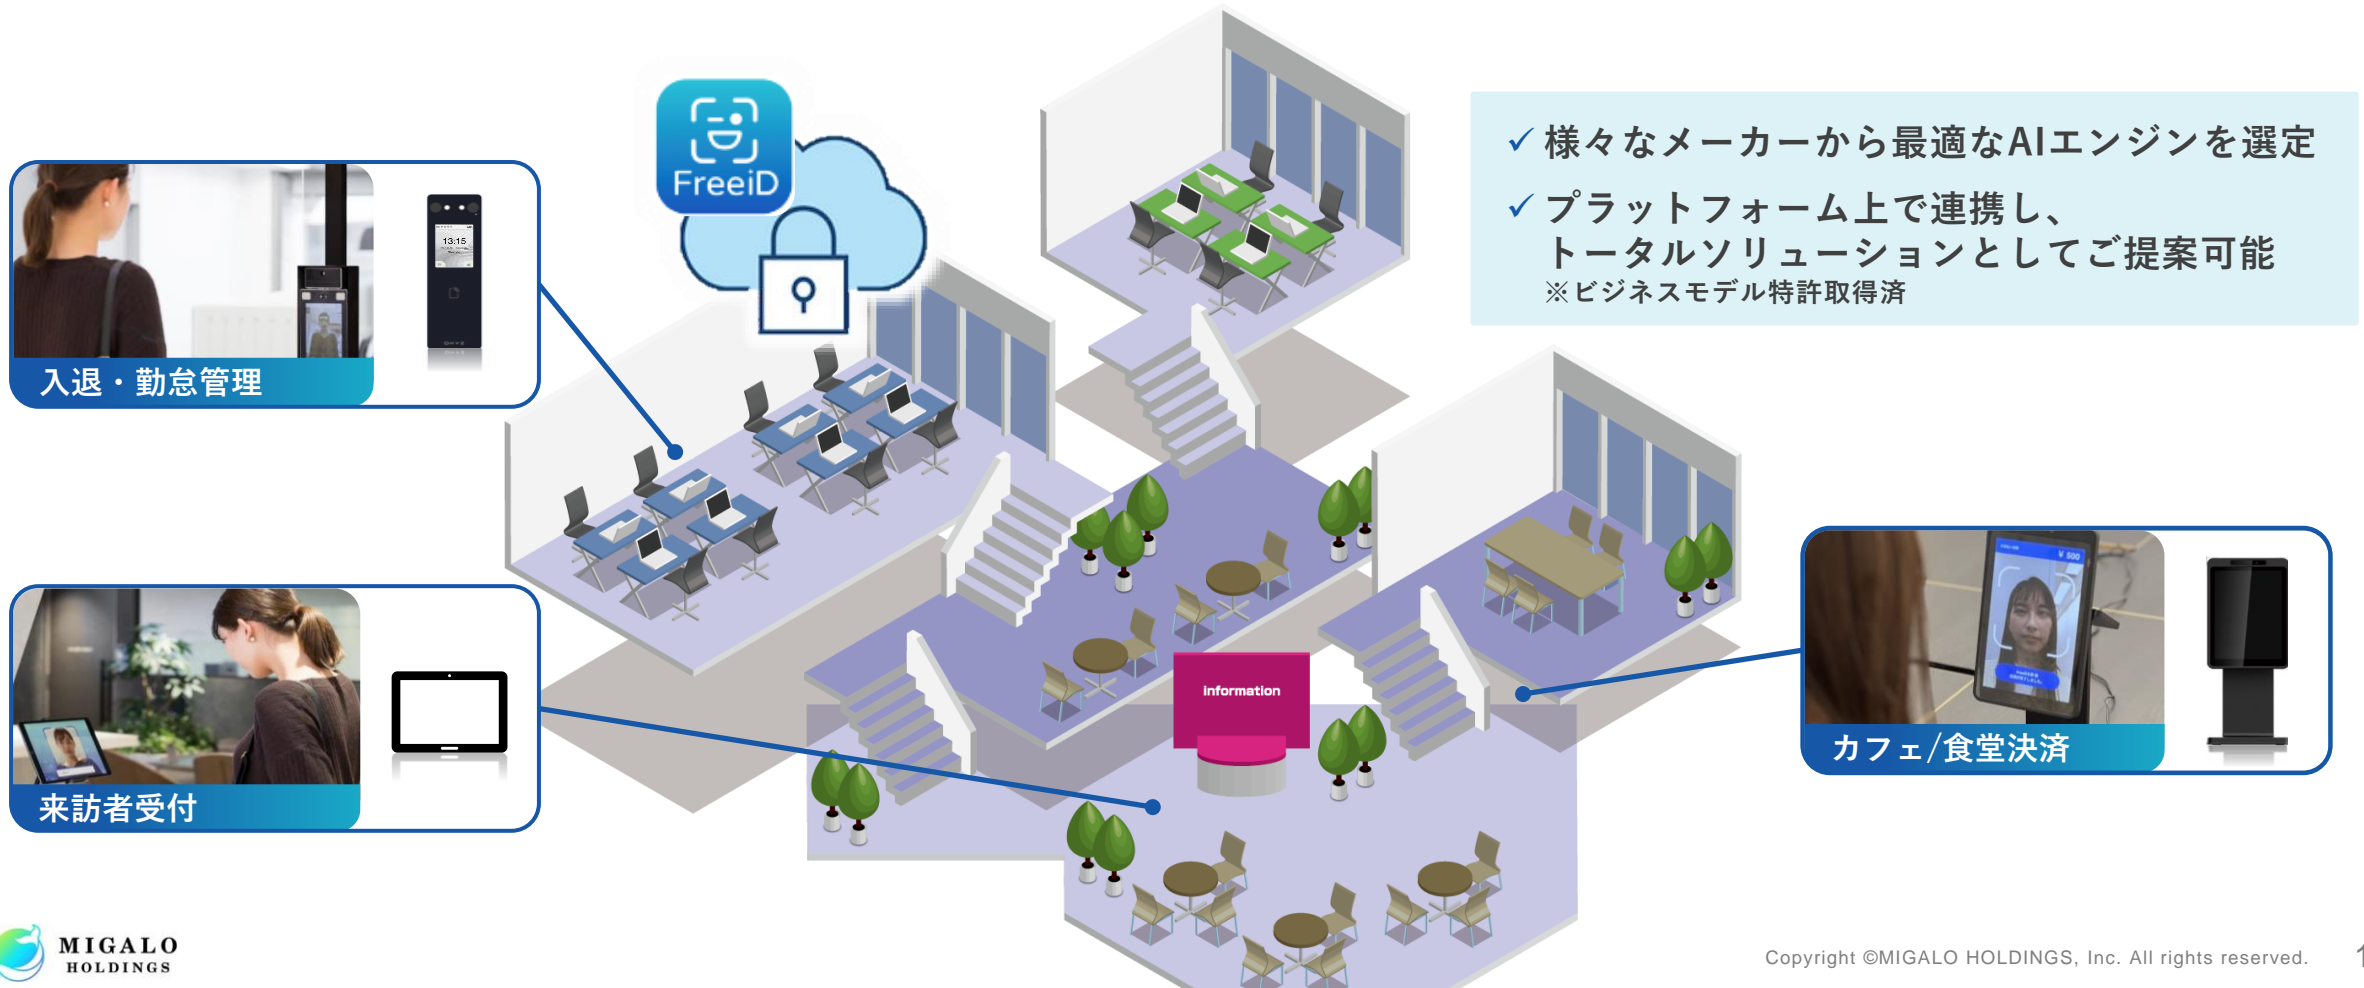 FreeiD
✓ 様々なメーカーから最適なAIエンジンを選定
✓ プラットフォーム上で連携し、
トータルソリューションとしてご提案可能
※ビジネスモデル特許取得済
13:15
入退・勤怠管理
information
¥ 500
カフェ/食堂決済
来訪者受付
MIGALO
HOLDINGS
Copyright ©MIGALO HOLDINGS, Inc. All rights reserved.